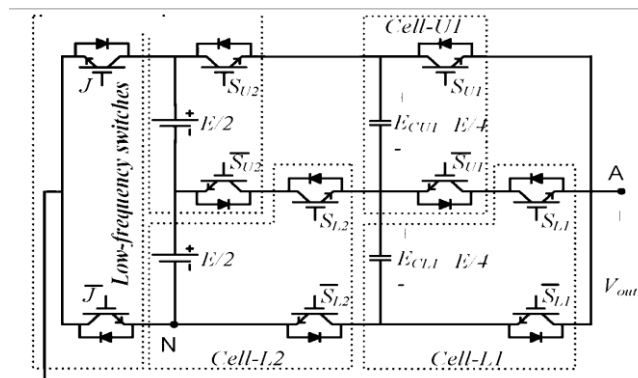 Cell-U1
J
S_U2
S_U1
E/2
E_CU1 E/4
Low-frequency switches
S̅_U2
S̅_U1
A
S_L2
S_L1
E/2
E_CL1 E/4
J̅
S̅_L2
S̅_L1
V_out
N
Cell-L2
Cell-L1